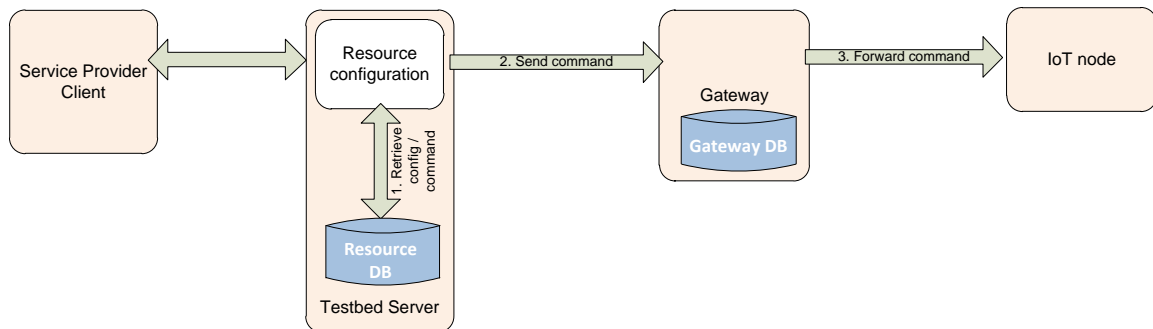 Service Provider
Client
Resource
configuration
1. Retrieve
config /
command
Resource
DB
Testbed Server
2. Send command
Gateway
Gateway DB
3. Forward command
IoT node